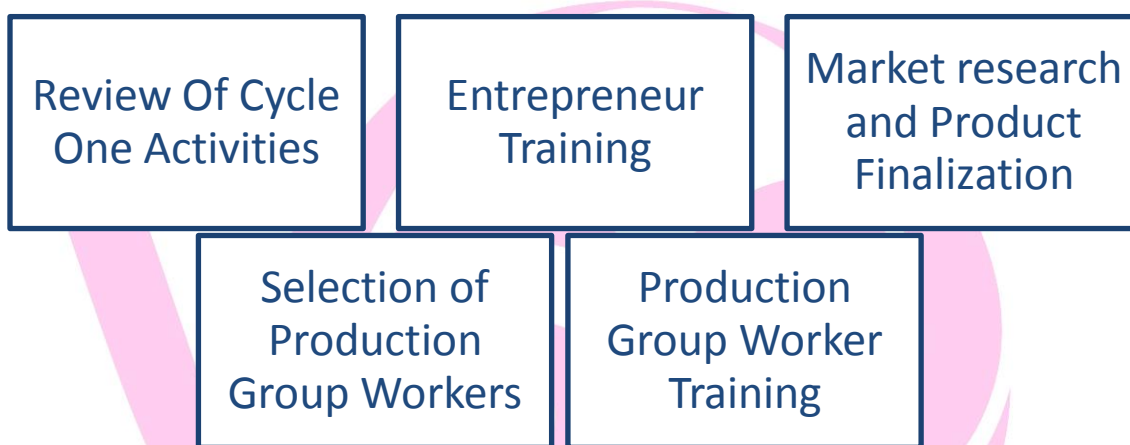 Review Of Cycle
One Activities
Entrepreneur
Training
Market research
and Product
Finalization
Selection of
Production
Group Workers
Production
Group Worker
Training